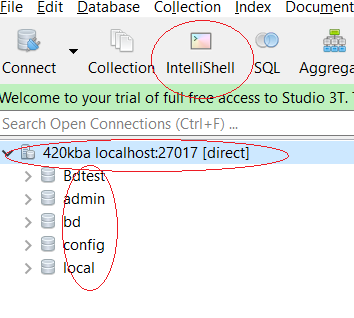 File Edit Database Collection Index Documen
Connect Collection IntelliShell SQL Aggrega
Welcome to your trial of full free access to Studio 3T. T
Search Open Connections (Ctrl+F) ...
420kba localhost:27017 [direct]
Bdtest
admin
bd
config
local